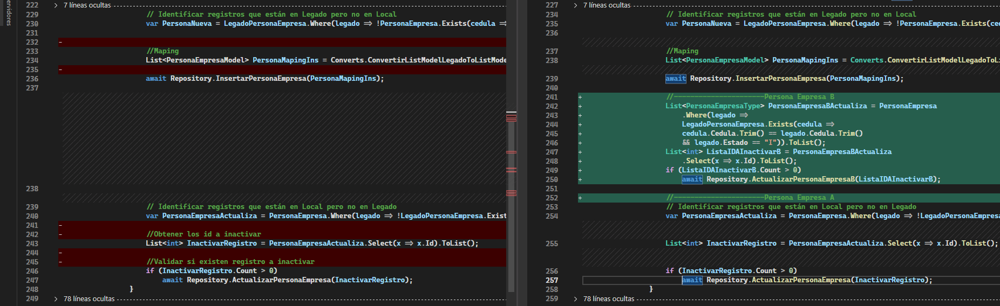 ervidores
222 > 7 líneas ocultas
229 // Identificar registros que están en Legado pero no en Local
230 var PersonaNueva = LegadoPersonaEmpresa.Where(legado => !PersonaEmpresa.Exists(cedula =>
231
232 -
233 //Maping
234 List<PersonaEmpresaModel> PersonaMapingIns = Converts.ConvertirListModelLegadoToListMode
235 -
236 await Repository.InsertarPersonaEmpresa(PersonaMapingIns);
237
238
239 // Identificar registros que están en Local pero no en Legado
240 var PersonaEmpresaActualiza = PersonaEmpresa.Where(legado => !LegadoPersonaEmpresa.Exist
241 -
242 - //Obtener los id a inactivar
243 List<int> InactivarRegistro = PersonaEmpresaActualiza.Select(x => x.Id).ToList();
244 -
245 - //Validar si existen registro a inactivar
246 if (InactivarRegistro.Count > 0)
247 await Repository.ActualizarPersonaEmpresa(InactivarRegistro);
248 }
249 > 78 líneas ocultas
227 > 7 líneas ocultas
234 // Identificar registros que están en Legado pero no en Local
235 var PersonaNueva = LegadoPersonaEmpresa.Where(legado => !PersonaEmpresa.Exists(ced
236
237 //Maping
238 List<PersonaEmpresaModel> PersonaMapingIns = Converts.ConvertirListModelLegadoToLi
239 await Repository.InsertarPersonaEmpresa(PersonaMapingIns);
240
241 + //----------------------Persona Empresa B
242 + List<PersonaEmpresaType> PersonaEmpresaBActualiza = PersonaEmpresa
243 + .Where(legado =>
244 + LegadoPersonaEmpresa.Exists(cedula =>
245 + cedula.Cedula.Trim() == legado.Cedula.Trim()
246 + && legado.Estado == "I")).ToList();
247 + List<int> ListaIDAInactivarB = PersonaEmpresaBActualiza
248 + .Select(x => x.Id).ToList();
249 + if (ListaIDAInactivarB.Count > 0)
250 + await Repository.ActualizarPersonaEmpresaB(ListaIDAInactivarB);
251
252 + //----------------------Persona Empresa A
253 // Identificar registros que están en Local pero no en Legado
254 var PersonaEmpresaActualiza = PersonaEmpresa.Where(legado => !LegadoPersonaEmpresa
255 List<int> InactivarRegistro = PersonaEmpresaActualiza.Select(x => x.Id).ToList();
256 if (InactivarRegistro.Count > 0)
257 await Repository.ActualizarPersonaEmpresa(InactivarRegistro);
258 }
259 > 78 líneas ocultas